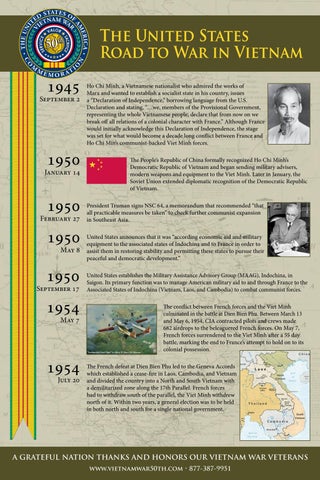 THE UNITED STATES OF AMERICA
VIETNAM WAR
50TH
COMMEMORATION
THE UNITED STATES
ROAD TO WAR IN VIETNAM
1945
SEPTEMBER 2
Ho Chi Minh, a Vietnamese nationalist who admired the works of
Marx and wanted to establish a socialist state in his country, issues
a “Declaration of Independence,” borrowing language from the U.S.
Declaration and stating, “…we, members of the Provisional Government,
representing the whole Vietnamese people, declare that from now on we
break off all relations of a colonial character with France.” Although France
would initially acknowledge this Declaration of Independence, the stage
was set for what would become a decade long conflict between France and
Ho Chi Min’s communist-backed Viet Minh forces.
1950
JANUARY 14
The People’s Republic of China formally recognized Ho Chi Minh’s
Democratic Republic of Vietnam and began sending military advisers,
modern weapons and equipment to the Viet Minh. Later in January, the
Soviet Union extended diplomatic recognition of the Democratic Republic
of Vietnam.
1950
FEBRUARY 27
President Truman signs NSC 64, a memorandum that recommended “that
all practicable measures be taken” to check further communist expansion
in Southeast Asia.
1950
MAY 8
United States announces that it was “according economic aid and military
equipment to the associated states of Indochina and to France in order to
assist them in restoring stability and permitting these states to pursue their
peaceful and democratic development.”
1950
SEPTEMBER 17
United States establishes the Military Assistance Advisory Group (MAAG), Indochina, in
Saigon. Its primary function was to manage American military aid to and through France to the
Associated States of Indochina (Vietnam, Laos, and Cambodia) to combat communist forces.
1954
MAY 7
The conflict between French forces and the Viet Minh
culminated in the battle at Dien Bien Phu. Between March 13
and May 6, 1954, CIA contracted pilots and crews made
682 airdrops to the beleaguered French forces. On May 7,
French forces surrendered to the Viet Minh after a 55 day
battle, marking the end to France’s attempt to hold on to its
colonial possession.
1954
JULY 20
The French defeat at Dien Bien Phu led to the Geneva Accords
which established a cease-fire in Laos, Cambodia, and Vietnam
and divided the country into a North and South Vietnam with
a demilitarized zone along the 17th Parallel. French forces
had to withdraw south of the parallel, the Viet Minh withdrew
north of it. Within two years, a general election was to be held
in both north and south for a single national government.
China
Laos
Thailand
Cambodia
South
Vietnam
A GRATEFUL NATION THANKS AND HONORS OUR VIETNAM WAR VETERANS
WWW.VIETNAMWAR50TH.COM · 877-387-9951